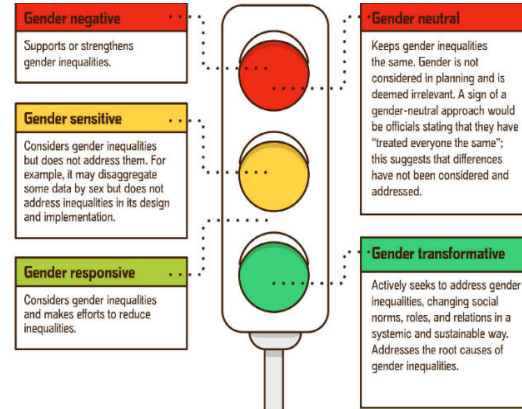 Gender negative
Supports or strengthens
gender inequalities.
Gender sensitive
Considers gender inequalities
but does not address them. For
example, it may disaggregate
some data by sex but does not
address inequalities in its design
and implementation.
Gender responsive
Considers gender inequalities
and makes efforts to reduce
inequalities.
Gender neutral
Keeps gender inequalities
the same. Gender is not
considered in planning and is
deemed irrelevant. A sign of a
gender-neutral approach would
be officials stating that they have
“treated everyone the same”;
this suggests that differences
have not been considered and
addressed.
Gender transformative
Actively seeks to address gender
inequalities, changing social
norms, roles, and relations in a
systemic and sustainable way.
Addresses the root causes of
gender inequalities.